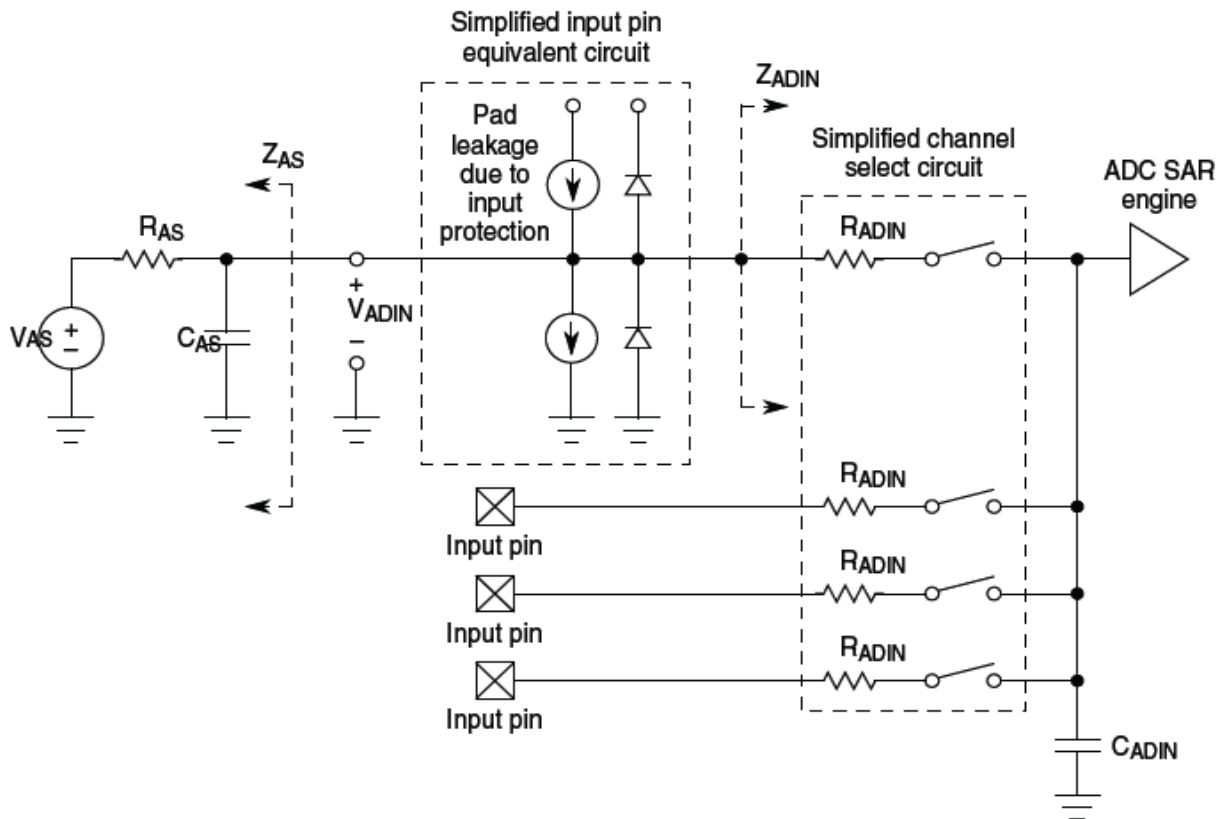 Simplified input pin
equivalent circuit
Pad
leakage
due to
input
protection
ZAS
RAS
VAS
+
−
CAS
+
VADIN
−
ZADIN
Simplified channel
select circuit
RADIN
ADC SAR
engine
RADIN
Input pin
RADIN
Input pin
RADIN
Input pin
CADIN